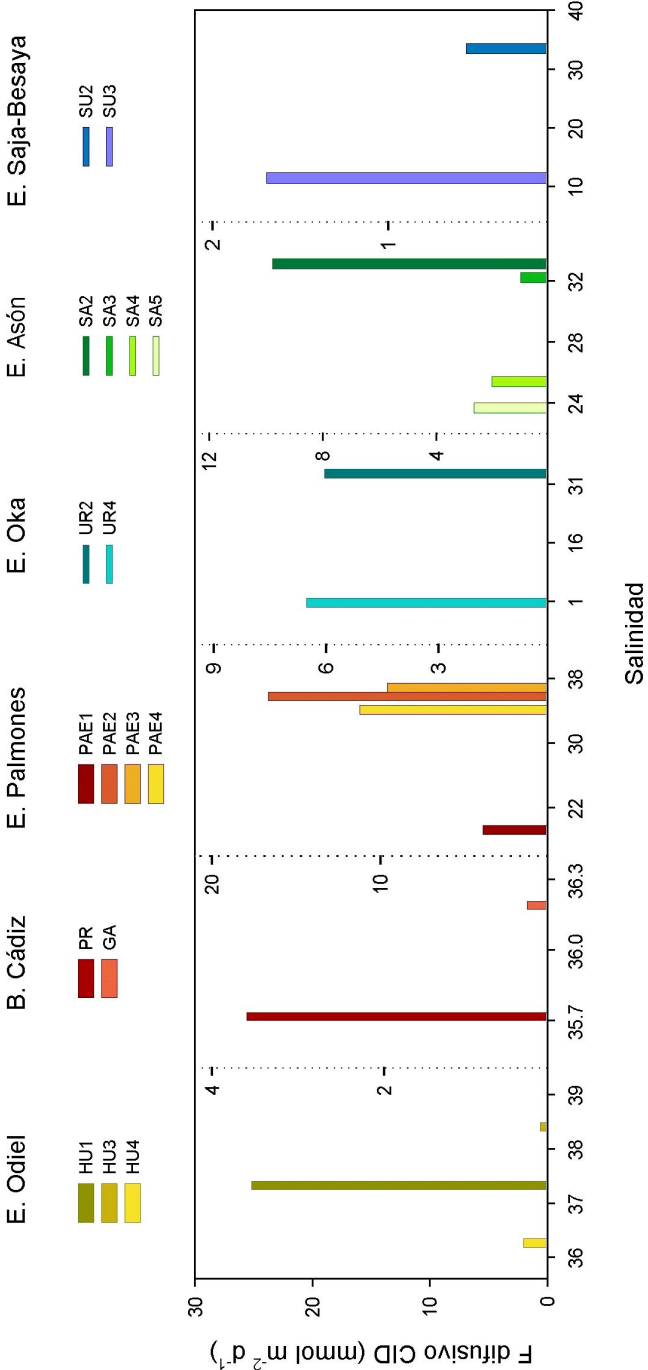 E. Odiel
HU1
HU3
HU4
B. Cádiz
PR
GA
E. Palmones
PAE1
PAE2
PAE3
PAE4
E. Oka
UR2
UR4
E. Asón
SA2
SA3
SA4
SA5
E. Saja-Besaya
SU2
SU3
F difusivo CID (mmol m⁻² d⁻¹)
30
20
10
0
4
2
20
10
9
6
3
12
8
4
2
1
36
37
38
39
35.7
36.0
36.3
22
30
38
1
16
31
24
28
32
10
20
30
40
Salinidad